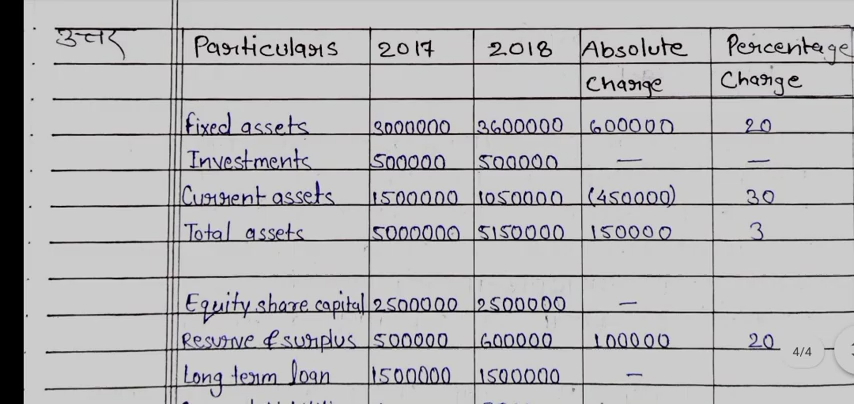 उत्तर Particulars 2017 2018 Absolute Percentage
Change Change
fixed assets 3000000 3600000 600000 20
Investments 500000 500000 — —
Current assets 1500000 1050000 (450000) 30
Total assets 5000000 5150000 150000 3
Equity share capital 2500000 2500000 —
Resurve & surplus 500000 600000 100000 20
4/4
Long term loan 1500000 1500000 —